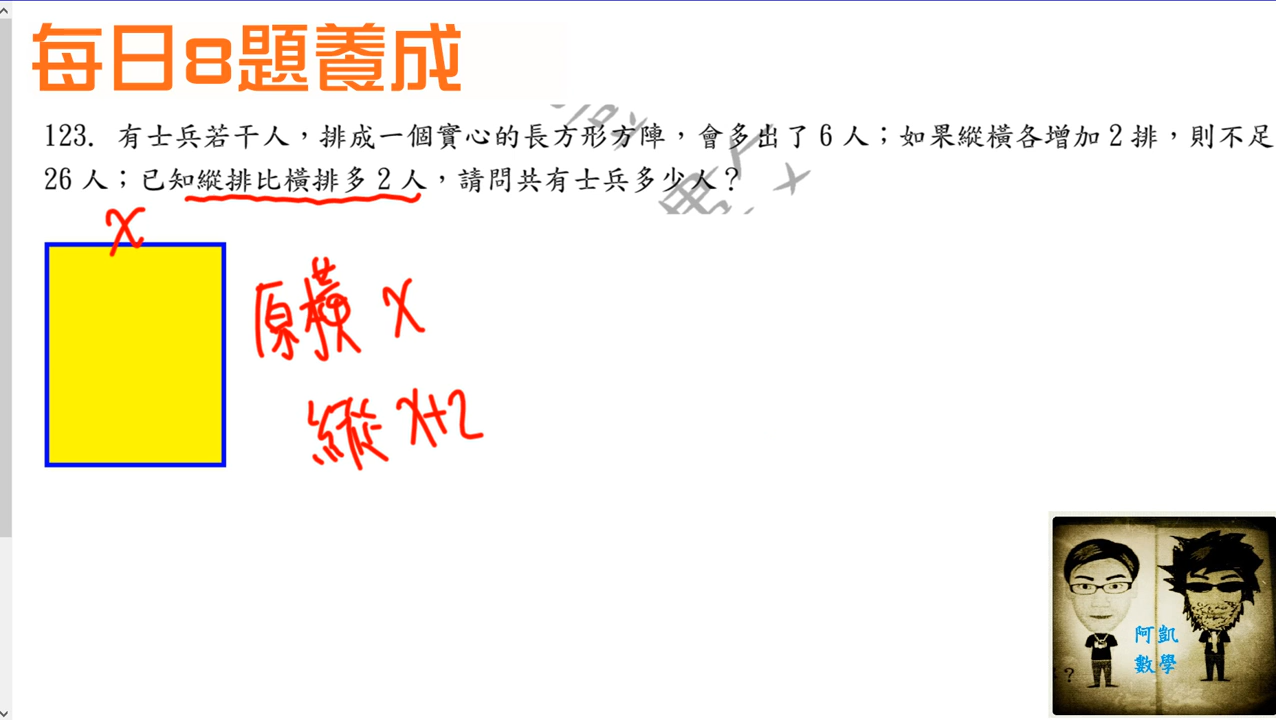 每日8題養成
123. 有士兵若干人，排成一個實心的長方形方陣，會多出了 6 人；如果縱橫各增加 2 排，則不足
26 人；已知縱排比橫排多 2 人，請問共有士兵多少人？
x
原橫 x
縱 x+2
阿凱
數學
?